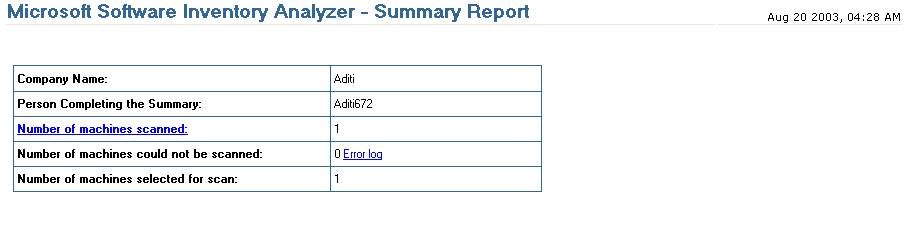 Microsoft Software Inventory Analyzer - Summary Report
Aug 20 2003, 04:28 AM
Company Name: Aditi
Person Completing the Summary: Aditi672
Number of machines scanned: 1
Number of machines could not be scanned: 0 Error log
Number of machines selected for scan: 1